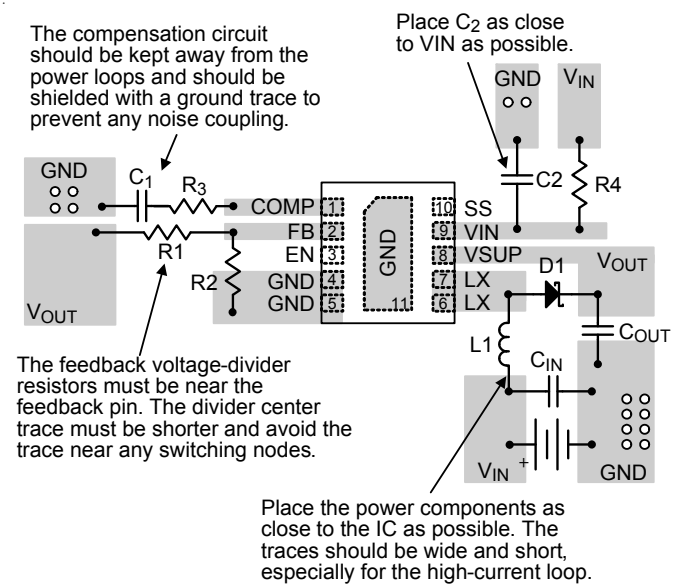 The compensation circuit
should be kept away from the
power loops and should be
shielded with a ground trace to
prevent any noise coupling.
Place C2 as close
to VIN as possible.
GND
VIN
GND
C1
R3
C2
R4
COMP
1
10
SS
FB
2
9
VIN
R1
EN
3
8
VSUP
GND
D1
VOUT
R2
GND
4
7
LX
GND
5
11
6
LX
VOUT
COUT
L1
CIN
The feedback voltage-divider
resistors must be near the
feedback pin. The divider center
trace must be shorter and avoid the
trace near any switching nodes.
VIN
+
GND
Place the power components as
close to the IC as possible. The
traces should be wide and short,
especially for the high-current loop.